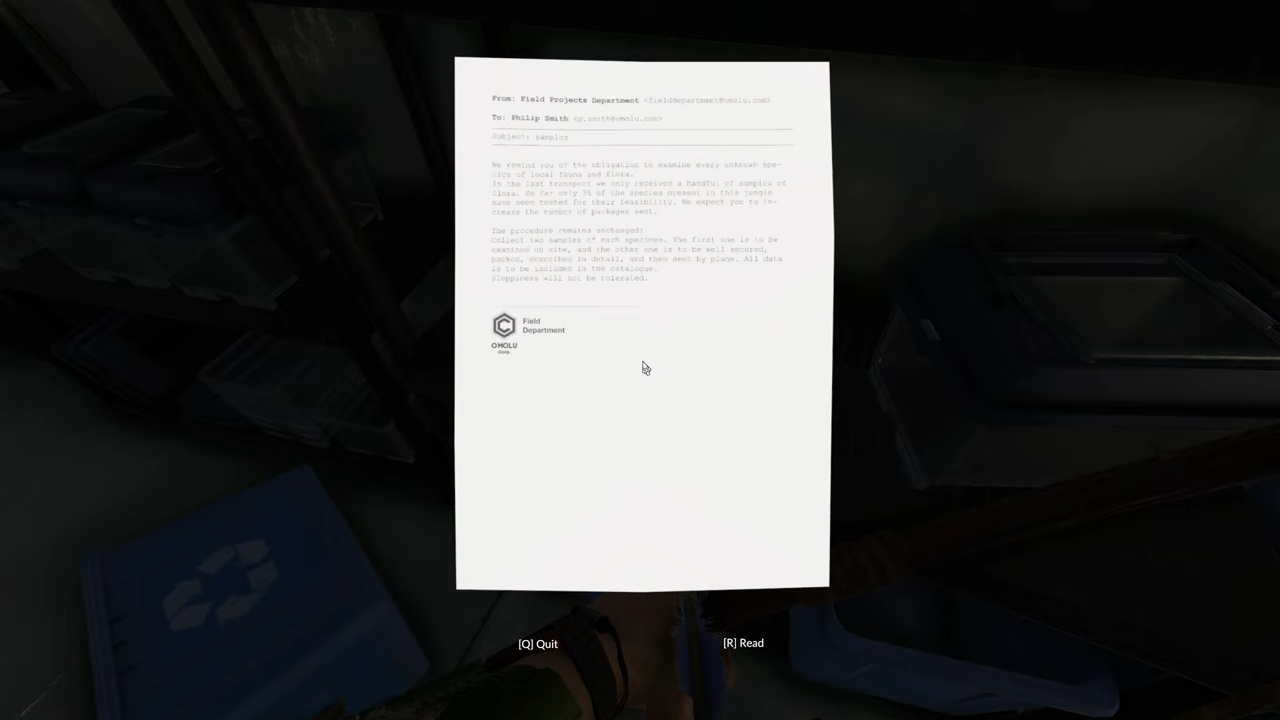 From: Field Projects Department <fielddepartment@omolu.com>
To: Philip Smith <p.smith@omolu.com>
Subject: samples
We remind you of the obligation to examine every unknown spe-
cies of local fauna and flora.
In the last transport we only received a handful of samples of
flora. So far only 3% of the species present in this jungle
have been tested for their feasibility. We expect you to in-
crease the number of packages sent.
The procedure remains unchanged:
Collect two samples of each specimen. The first one is to be
examined on site, and the other one is to be well secured,
packed, described in detail, and then sent by plane. All data
is to be included in the catalogue.
Sloppiness will not be tolerated.
Field
Department
OMOLU
Corp.
[Q] Quit
[R] Read